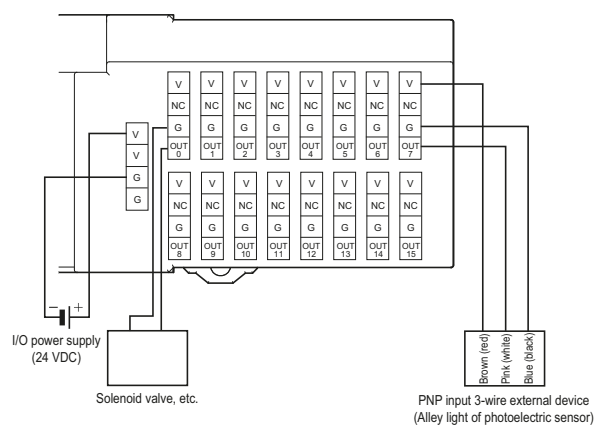 V V V V V V V V
NC NC NC NC NC NC NC NC
G G G G G G G G
OUT 0 OUT 1 OUT 2 OUT 3 OUT 4 OUT 5 OUT 6 OUT 7
V
V
G
G
V V V V V V V V
NC NC NC NC NC NC NC NC
G G G G G G G G
OUT 8 OUT 9 OUT 10 OUT 11 OUT 12 OUT 13 OUT 14 OUT 15
− +
I/O power supply
(24 VDC)
Solenoid valve, etc.
Brown (red)
Pink (white)
Blue (black)
PNP input 3-wire external device
(Alley light of photoelectric sensor)